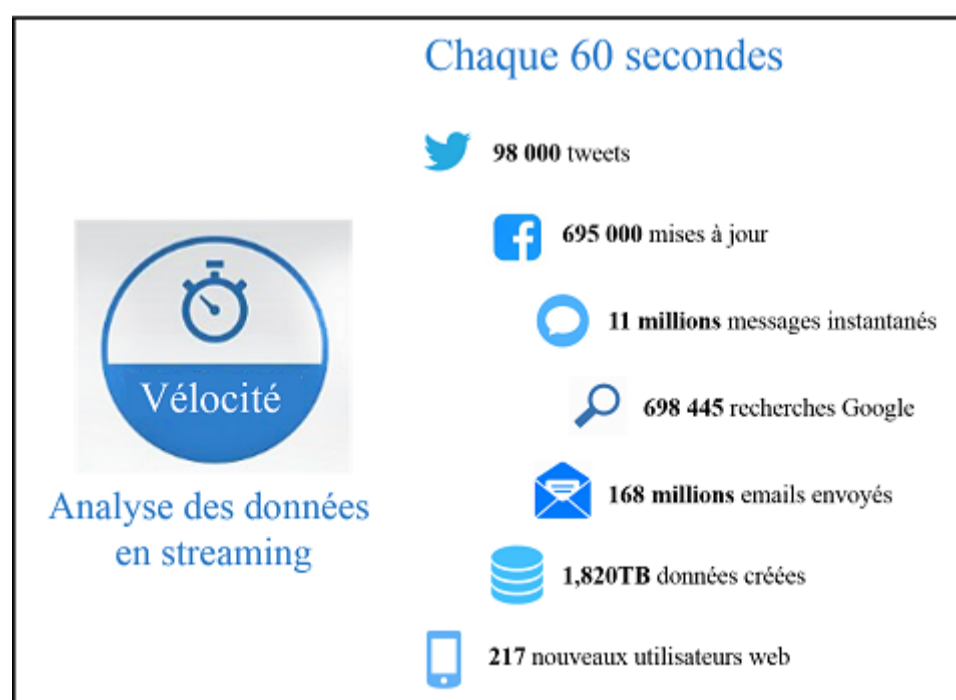 Chaque 60 secondes
98 000 tweets
695 000 mises à jour
11 millions messages instantanés
698 445 recherches Google
168 millions emails envoyés
1,820TB données créées
217 nouveaux utilisateurs web
Vélocité
Analyse des données
en streaming